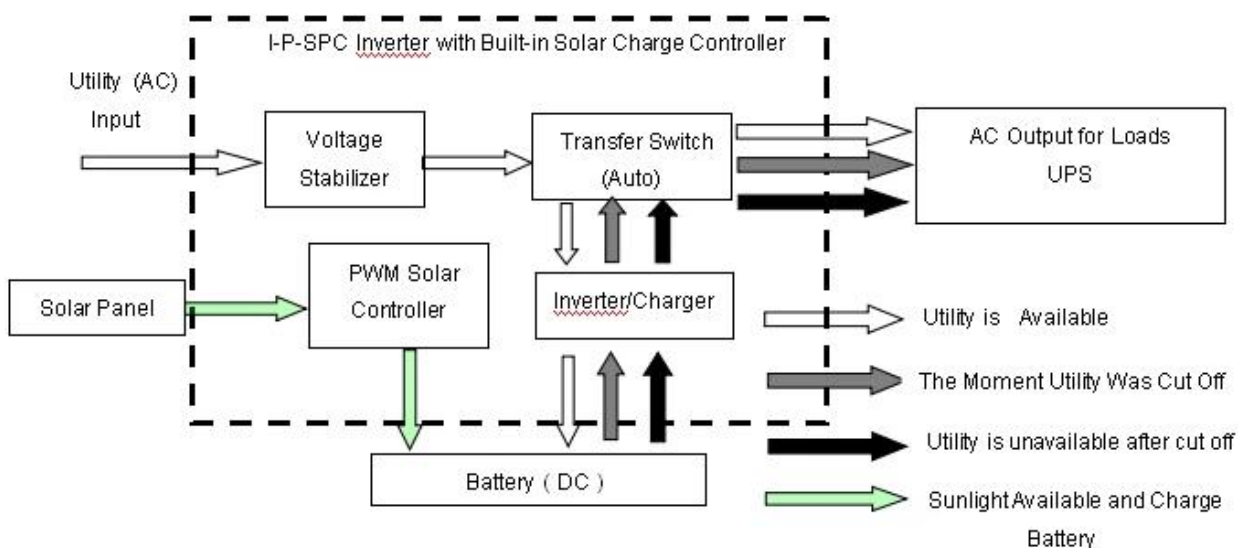 I-P-SPC Inverter with Built-in Solar Charge Controller
Utility (AC)
Input
Voltage
Stabilizer
Transfer Switch
(Auto)
AC Output for Loads
UPS
Solar Panel
PWM Solar
Controller
Inverter/Charger
Battery ( DC )
Utility is Available
The Moment Utility Was Cut Off
Utility is unavailable after cut off
Sunlight Available and Charge
Battery